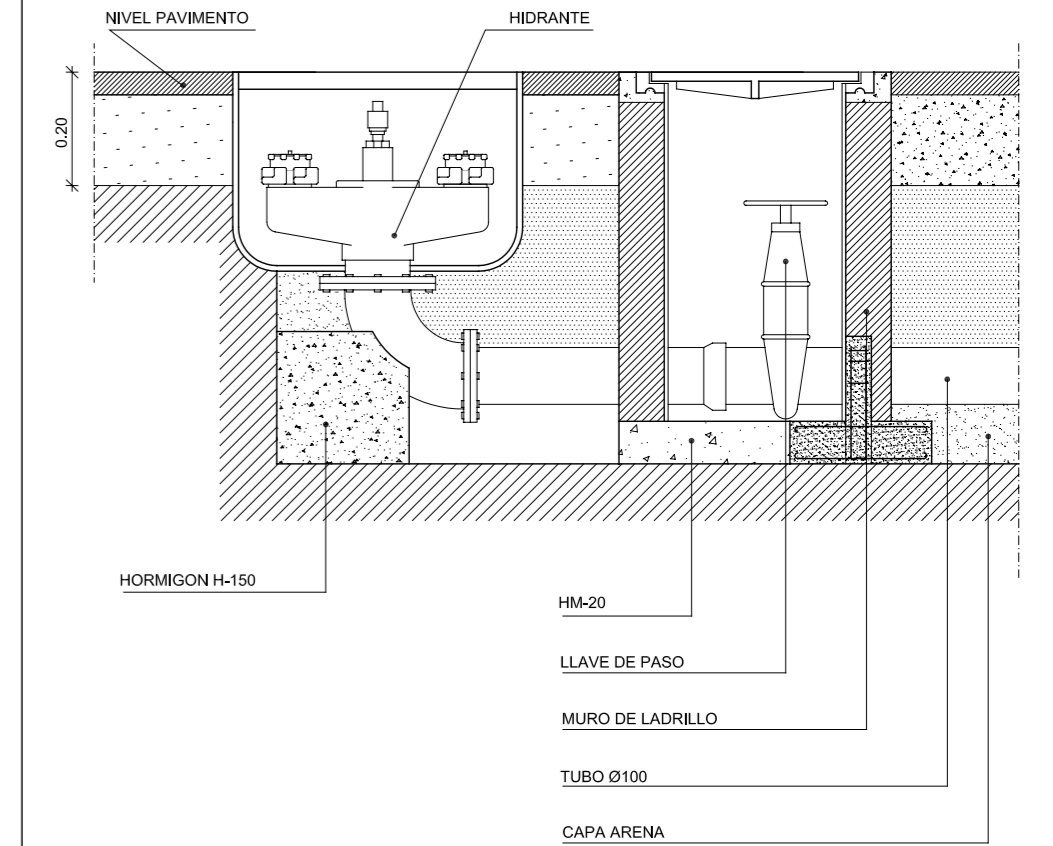 NIVEL PAVIMENTO
HIDRANTE
0.20
HORMIGON H-150
HM-20
LLAVE DE PASO
MURO DE LADRILLO
TUBO Ø100
CAPA ARENA